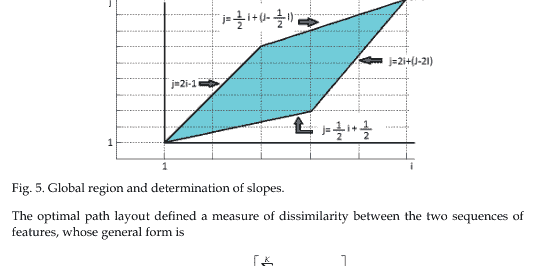 J
j= 1/2 i+(J- 1/2 I)
j=2i+(J-2I)
j=2i-1
j= 1/2 i+ 1/2
1
1
i
Fig. 5. Global region and determination of slopes.
The optimal path layout defined a measure of dissimilarity between the two sequences of
features, whose general form is
K